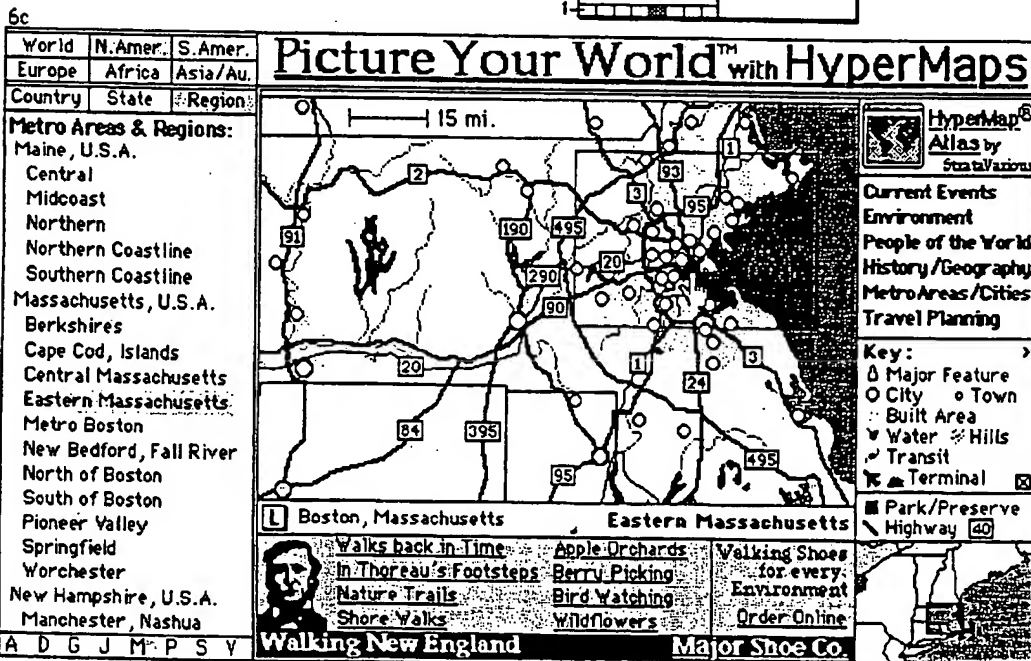 1
6c
World N.Amer. S.Amer.
Europe Africa Asia/Au.
Country State Region
Picture Your World™ with HyperMaps
Metro Areas & Regions:
Maine, U.S.A.
Central
Midcoast
Northern
Northern Coastline
Southern Coastline
Massachusetts, U.S.A.
Berkshires
Cape Cod, Islands
Central Massachusetts
Eastern Massachusetts
Metro Boston
New Bedford, Fall River
North of Boston
South of Boston
Pioneer Valley
Springfield
Worchester
New Hampshire, U.S.A.
Manchester, Nashua
A D G J M P S V
15 mi.
1
2
93
3
95
91
190
495
20
290
90
20
1
3
24
84
395
95
495
L Boston, Massachusetts Eastern Massachusetts
HyperMap®
Atlas by
StrataVarious
Current Events
Environment
People of the World
History/Geography
Metro Areas/Cities
Travel Planning
Key: >
Major Feature
City Town
Built Area
Water Hills
Transit
Terminal
Park/Preserve
Highway 40
Walks back in Time
In Thoreau's Footsteps
Nature Trails
Shore Walks
Apple Orchards
Berry Picking
Bird Watching
Wildflowers
Walking Shoes
for every
Environment
Order Online
Walking New England Major Shoe Co.